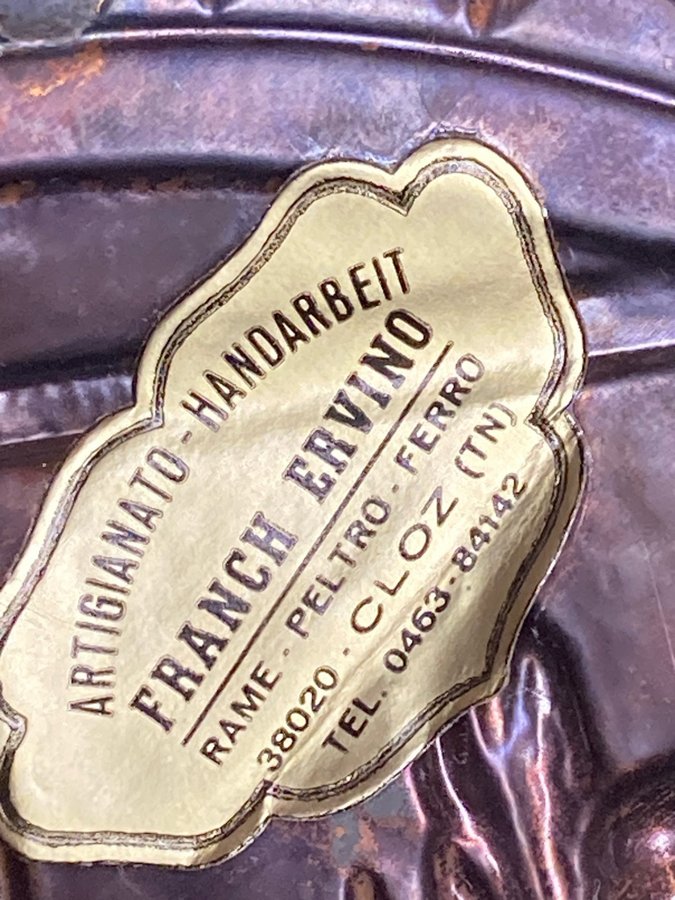 ARTIGIANATO - HANDARBEIT
FRANCH ERVINO
RAME - PELTRO - FERRO
38020 - CLOZ (TN)
TEL. 0463-84142